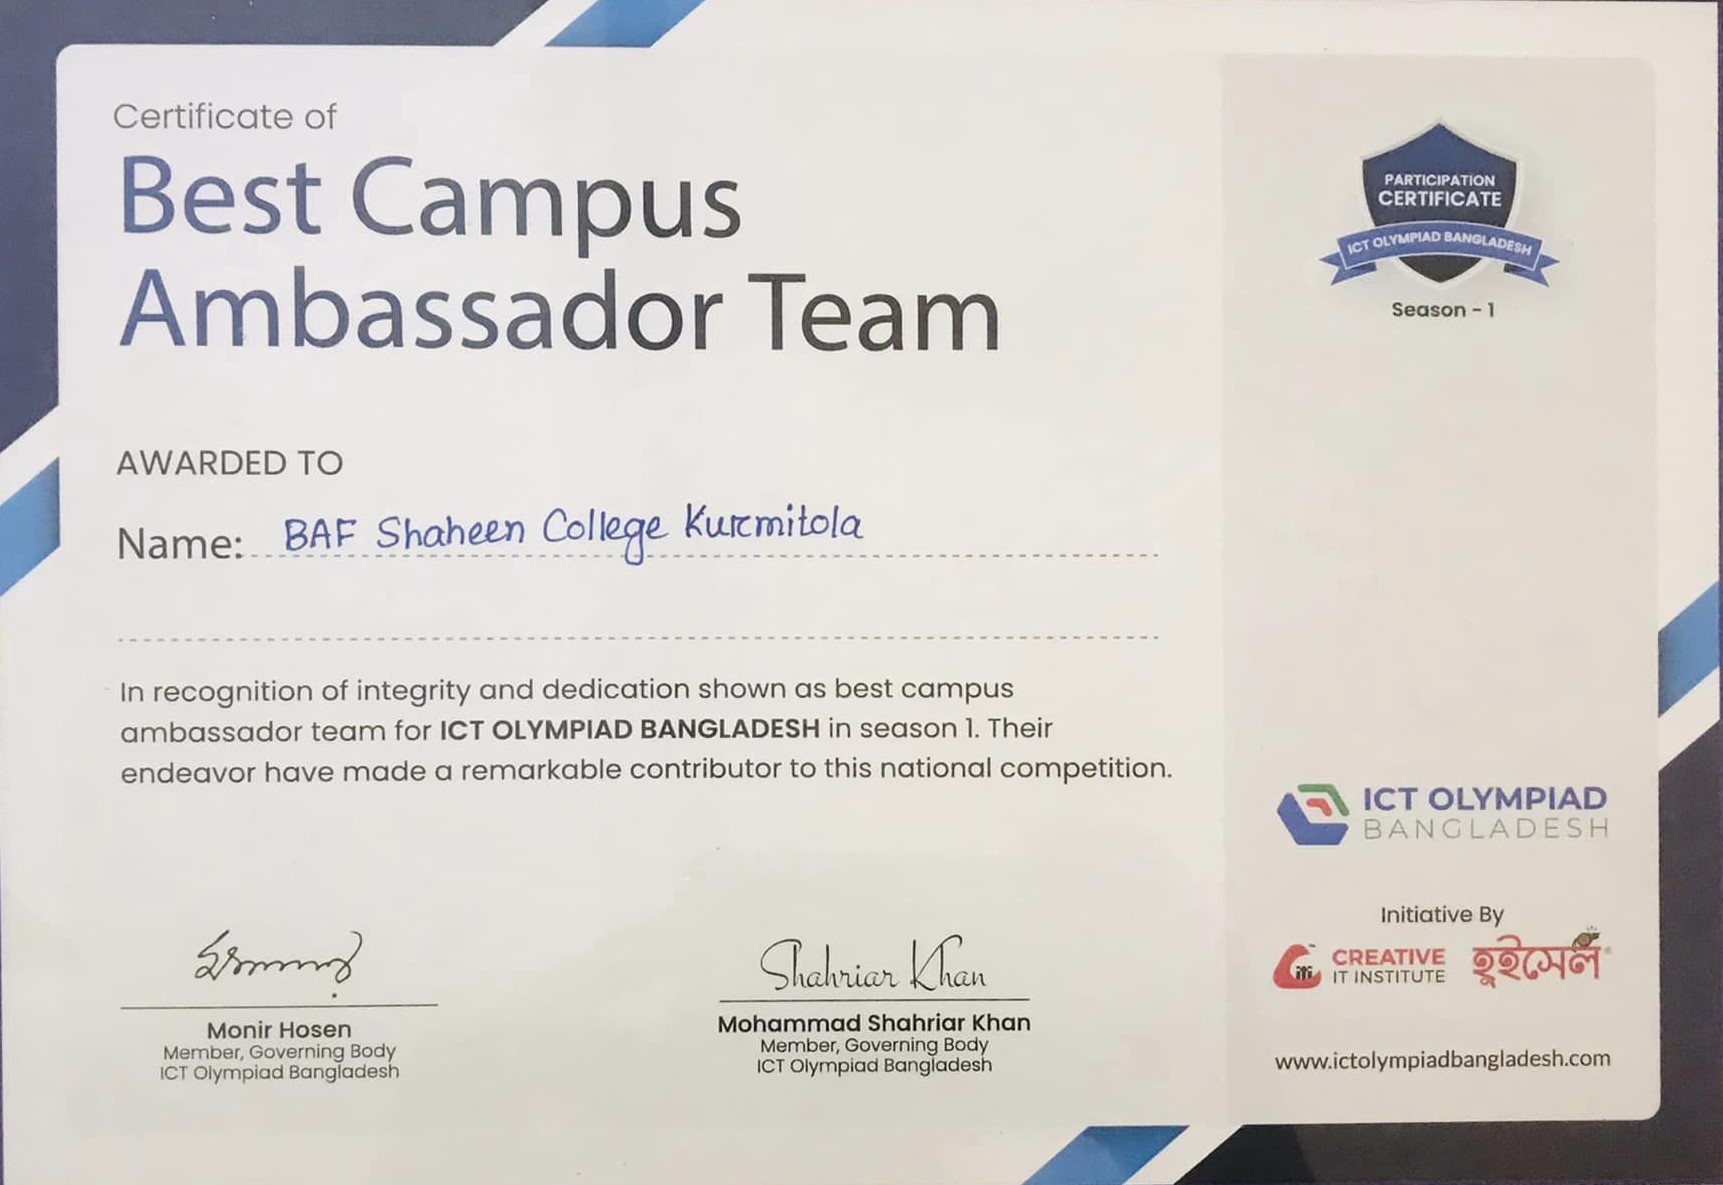 Certificate of
Best Campus
Ambassador Team
AWARDED TO
Name: BAF Shaheen College Kurmitola
In recognition of integrity and dedication shown as best campus
ambassador team for ICT OLYMPIAD BANGLADESH in season 1. Their
endeavor have made a remarkable contributor to this national competition.
Monir Hosen
Member, Governing Body
ICT Olympiad Bangladesh
Shahriar Khan
Mohammad Shahriar Khan
Member, Governing Body
ICT Olympiad Bangladesh
PARTICIPATION
CERTIFICATE
ICT OLYMPIAD BANGLADESH
Season - 1
ICT OLYMPIAD
BANGLADESH
Initiative By
CREATIVE
IT INSTITUTE
হুইসেল
www.ictolympiadbangladesh.com